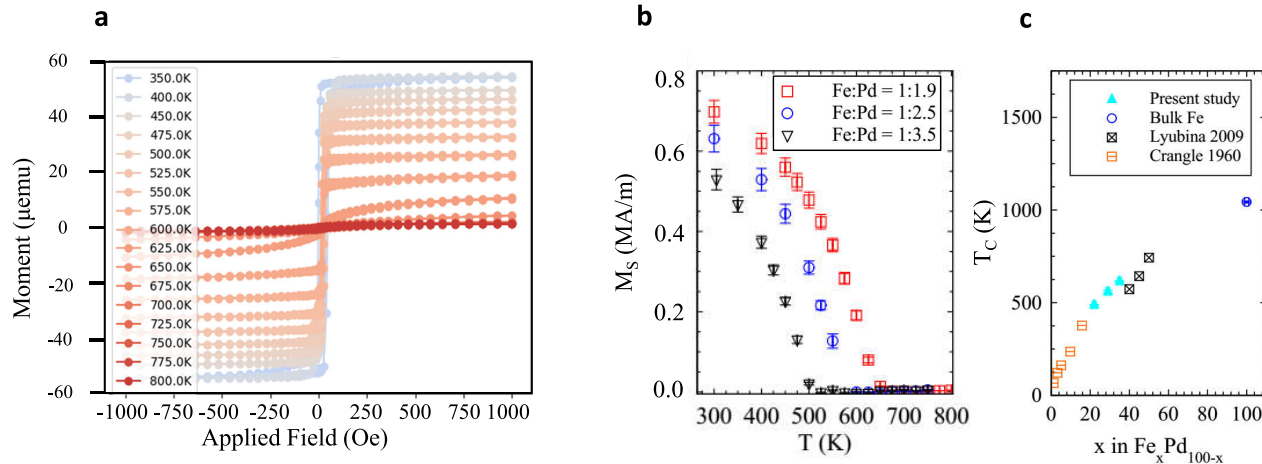 a
Moment (µemu)
60
40
20
0
-20
-40
-60
350.0K
400.0K
450.0K
475.0K
500.0K
525.0K
550.0K
575.0K
600.0K
625.0K
650.0K
675.0K
700.0K
725.0K
750.0K
775.0K
800.0K
-1000 -750 -500 -250 0 250 500 750 1000
Applied Field (Oe)
b
M_S (MA/m)
0.8
0.6
0.4
0.2
0.0
Fe:Pd = 1:1.9
Fe:Pd = 1:2.5
Fe:Pd = 1:3.5
300 400 500 600 700 800
T (K)
c
T_C (K)
1500
1000
500
0
Present study
Bulk Fe
Lyubina 2009
Crangle 1960
0 20 40 60 80 100
x in Fe_xPd_100-x